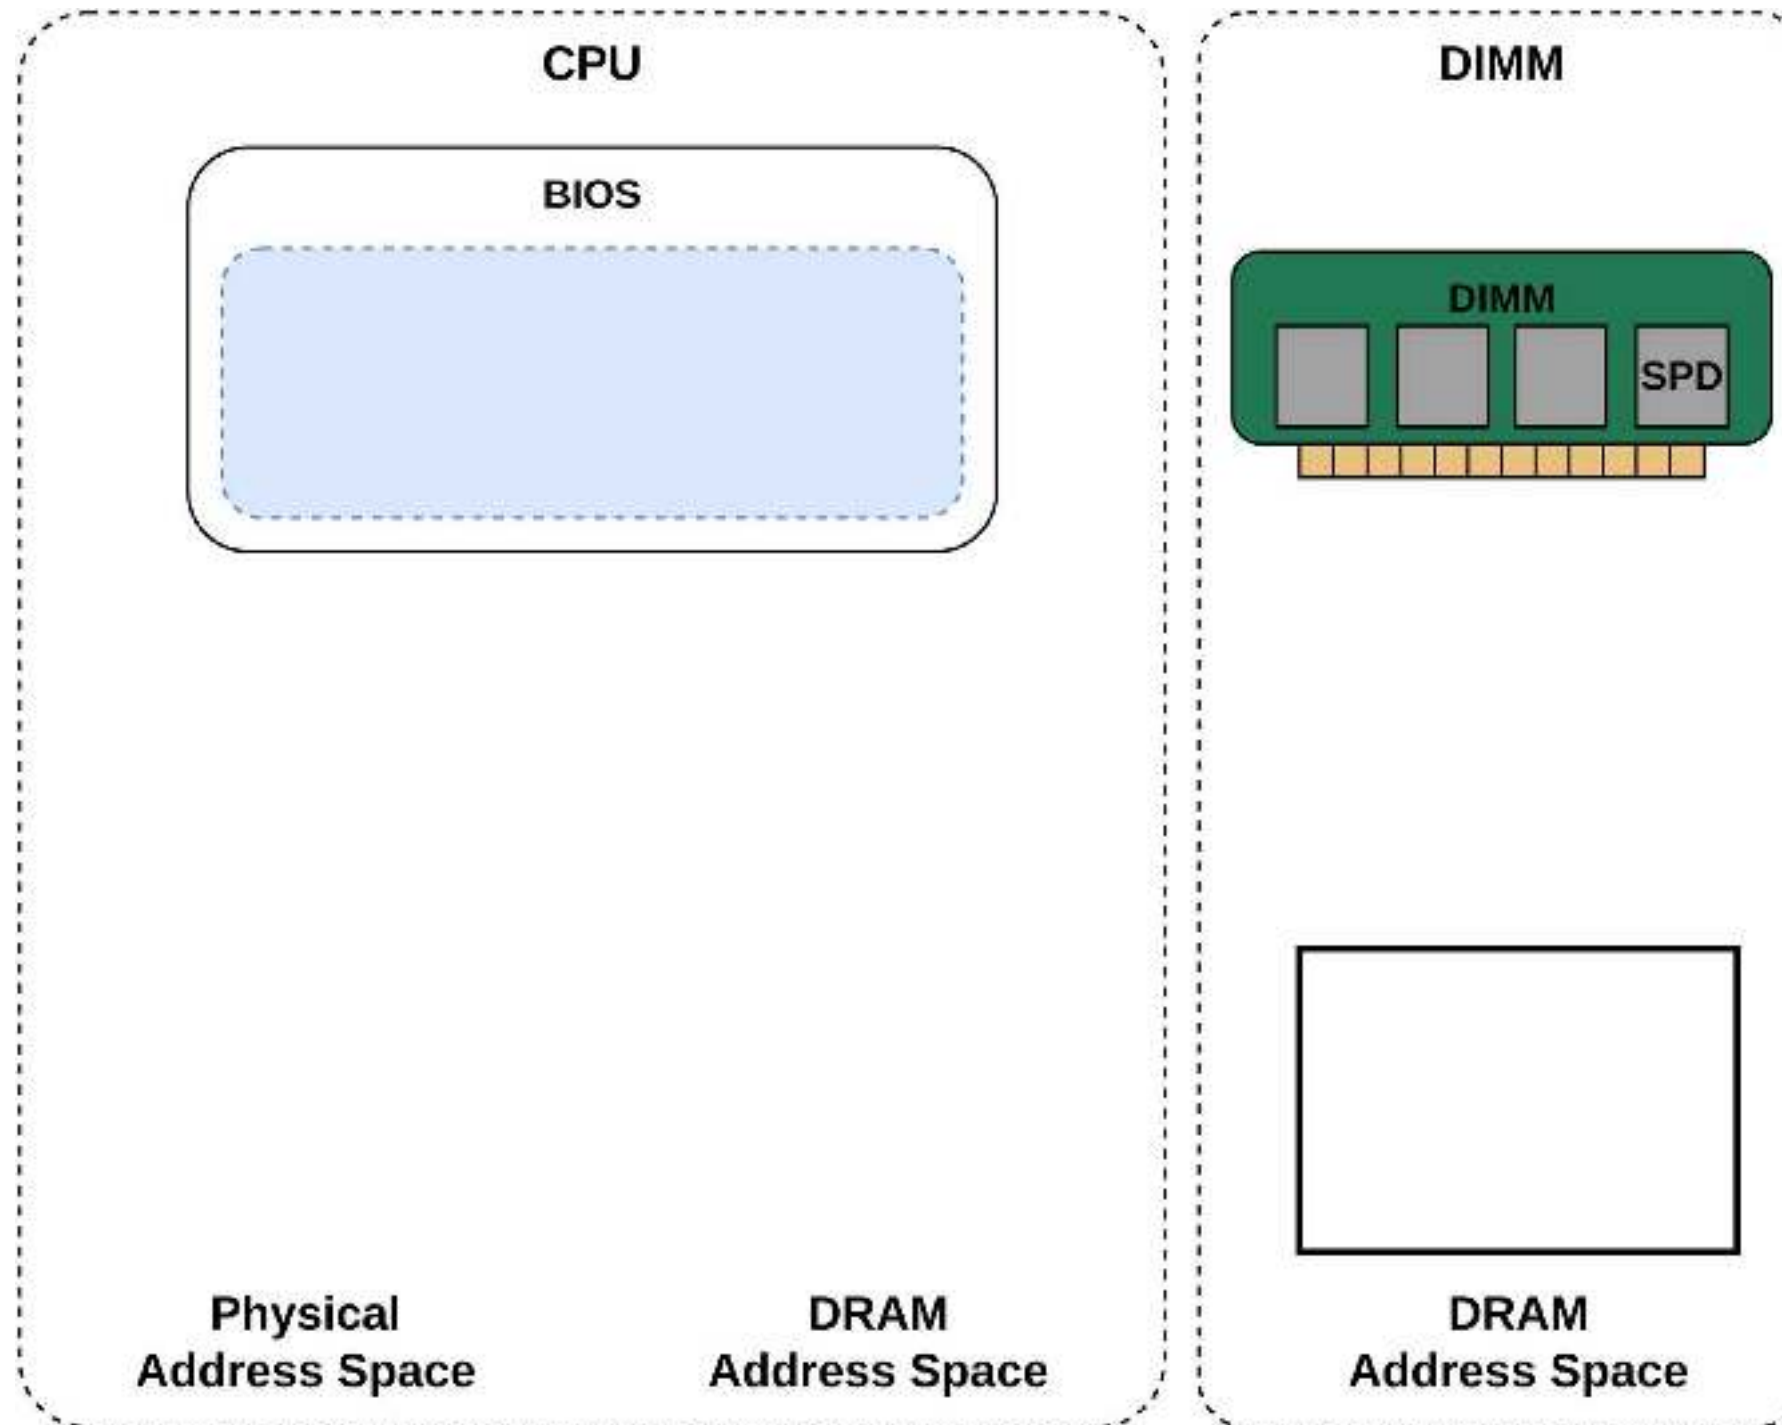 CPU
DIMM
BIOS
DIMM
SPD
Physical
Address Space
DRAM
Address Space
DRAM
Address Space